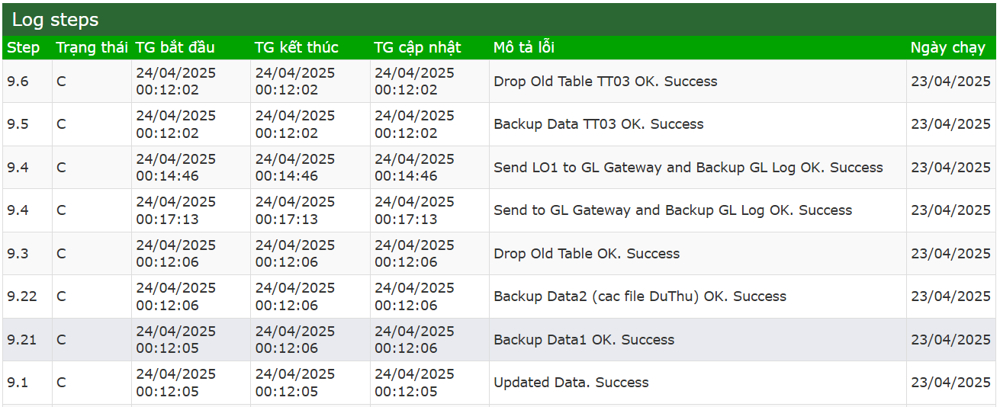 Log steps
Step Trạng thái TG bắt đầu TG kết thúc TG cập nhật Mô tả lỗi Ngày chạy
9.6 C 24/04/2025 00:12:02 24/04/2025 00:12:02 24/04/2025 00:12:02 Drop Old Table TT03 OK. Success 23/04/2025
9.5 C 24/04/2025 00:12:02 24/04/2025 00:12:02 24/04/2025 00:12:02 Backup Data TT03 OK. Success 23/04/2025
9.4 C 24/04/2025 00:14:46 24/04/2025 00:14:46 24/04/2025 00:14:46 Send LO1 to GL Gateway and Backup GL Log OK. Success 23/04/2025
9.4 C 24/04/2025 00:17:13 24/04/2025 00:17:13 24/04/2025 00:17:13 Send to GL Gateway and Backup GL Log OK. Success 23/04/2025
9.3 C 24/04/2025 00:12:06 24/04/2025 00:12:06 24/04/2025 00:12:06 Drop Old Table OK. Success 23/04/2025
9.22 C 24/04/2025 00:12:06 24/04/2025 00:12:06 24/04/2025 00:12:06 Backup Data2 (cac file DuThu) OK. Success 23/04/2025
9.21 C 24/04/2025 00:12:05 24/04/2025 00:12:06 24/04/2025 00:12:06 Backup Data1 OK. Success 23/04/2025
9.1 C 24/04/2025 00:12:05 24/04/2025 00:12:05 24/04/2025 00:12:05 Updated Data. Success 23/04/2025